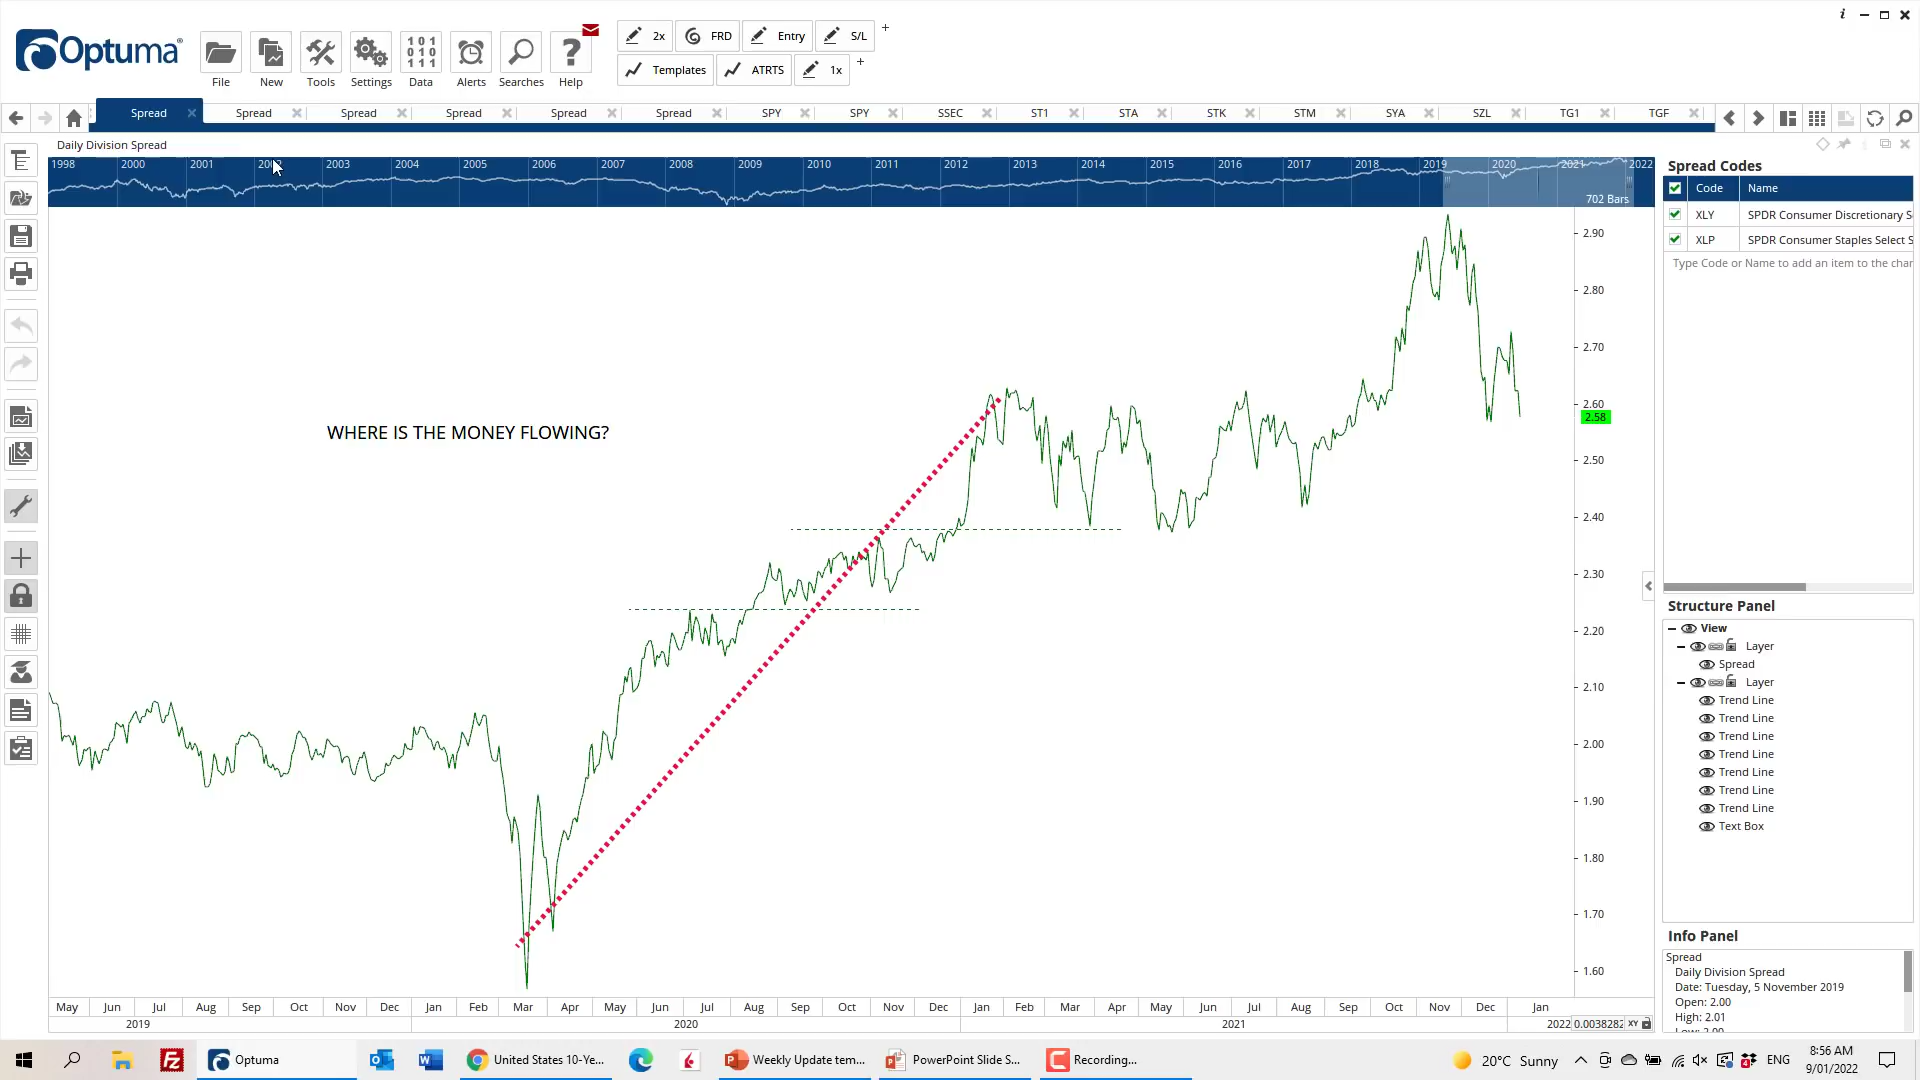 Optuma
File
New
Tools
Settings
101
010
111
Data
Alerts
Searches
Help
2x
FRD
Entry
S/L
Templates
ATRTS
1x
Spread
Spread
Spread
Spread
Spread
Spread
SPY
SPY
SSEC
ST1
STA
STK
STM
SYA
SZL
TG1
TGF
Daily Division Spread
1998 2000 2001 2002 2003 2004 2005 2006 2007 2008 2009 2010 2011 2012 2013 2014 2015 2016 2017 2018 2019 2020 2021 2022
702 Bars
WHERE IS THE MONEY FLOWING?
2.90
2.80
2.70
2.60
2.58
2.50
2.40
2.30
2.20
2.10
2.00
1.90
1.80
1.70
1.60
May Jun Jul Aug Sep Oct Nov Dec Jan Feb Mar Apr May Jun Jul Aug Sep Oct Nov Dec Jan Feb Mar Apr May Jun Jul Aug Sep Oct Nov Dec Jan
2019 2020 2021 2022 0.0038282 XY
Spread Codes
Code Name
XLY SPDR Consumer Discretionary S
XLP SPDR Consumer Staples Select S
Type Code or Name to add an item to the char
Structure Panel
View
Layer
Spread
Layer
Trend Line
Trend Line
Trend Line
Trend Line
Trend Line
Trend Line
Trend Line
Text Box
Info Panel
Spread
Daily Division Spread
Date: Tuesday, 5 November 2019
Open: 2.00
High: 2.01
Low: 2.00
Optuma
United States 10-Ye...
Weekly Update tem...
PowerPoint Slide S...
Recording...
20°C Sunny
ENG
8:56 AM
9/01/2022